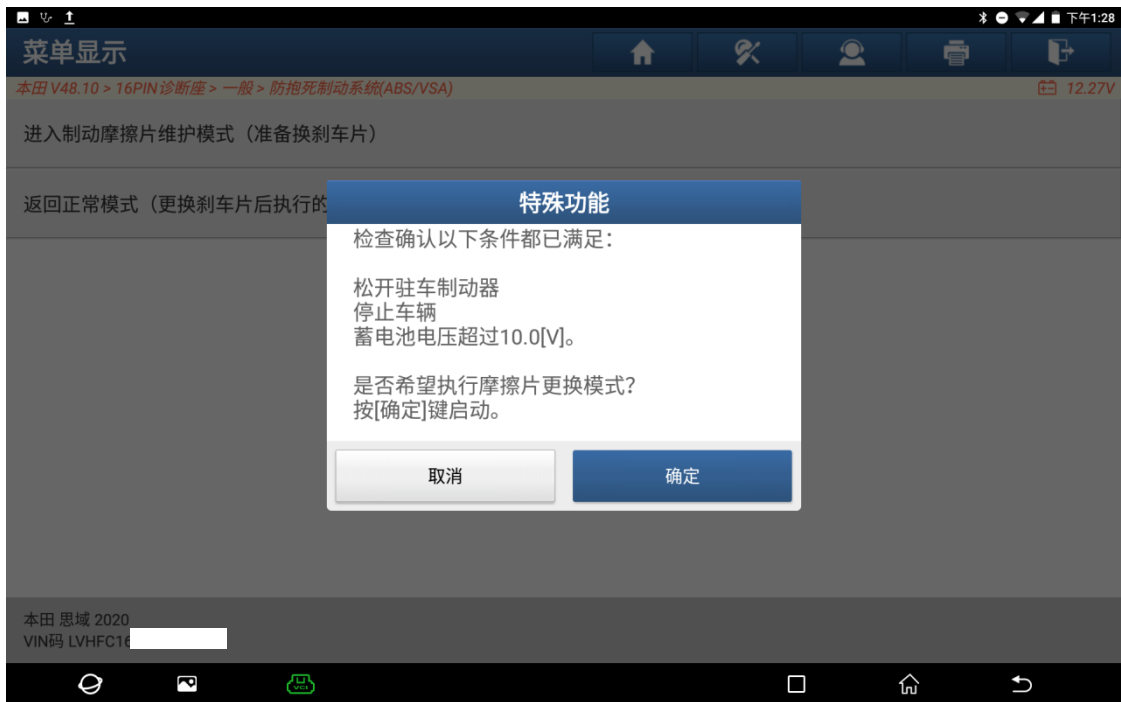 下午1:28
菜单显示
本田 V48.10 > 16PIN诊断座 > 一般 > 防抱死制动系统(ABS/VSA)
12.27V
进入制动摩擦片维护模式（准备换刹车片）
返回正常模式（更换刹车片后执行的
特殊功能
检查确认以下条件都已满足：
松开驻车制动器
停止车辆
蓄电池电压超过10.0[V]。
是否希望执行摩擦片更换模式？
按[确定]键启动。
取消
确定
本田 思域 2020
VIN码 LVHFC16
VCI